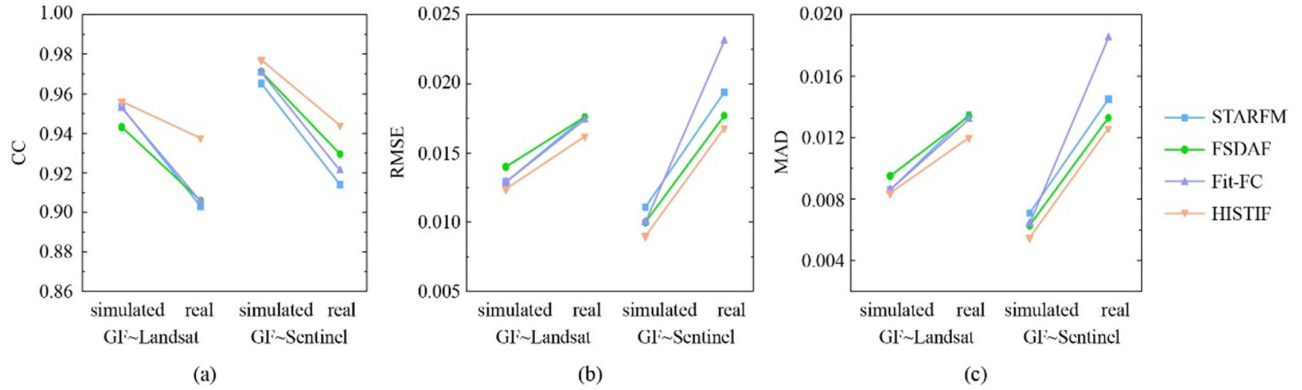 CC
1.00
0.98
0.96
0.94
0.92
0.90
0.88
0.86
simulated real simulated real
GF~Landsat GF~Sentinel
(a)
RMSE
0.025
0.020
0.015
0.010
0.005
simulated real simulated real
GF~Landsat GF~Sentinel
(b)
MAD
0.020
0.016
0.012
0.008
0.004
simulated real simulated real
GF~Landsat GF~Sentinel
(c)
STARFM
FSDAF
Fit-FC
HISTIF